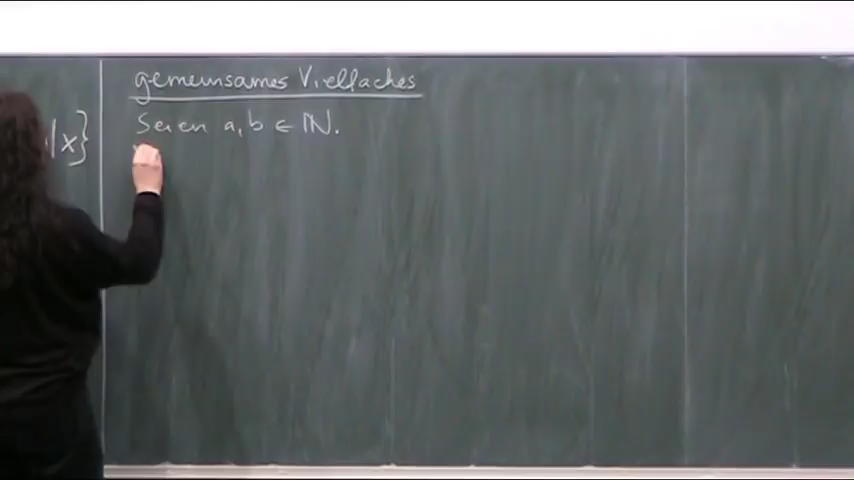 gemeinsames Vielfaches
|x}
Seien a, b ∈ ℕ.